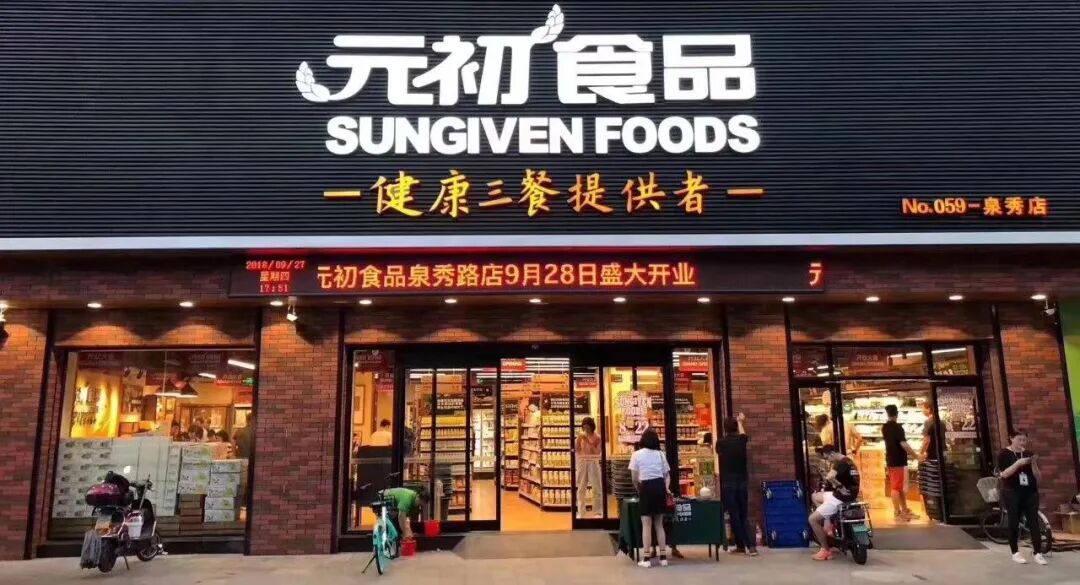 元初食品
SUNGIVEN FOODS
健康三餐提供者
No.059-泉秀店
2018/09/27
星期四
17:51
元初食品泉秀路店9月28日盛大开业
元
SUNGIVEN
FOODS
22